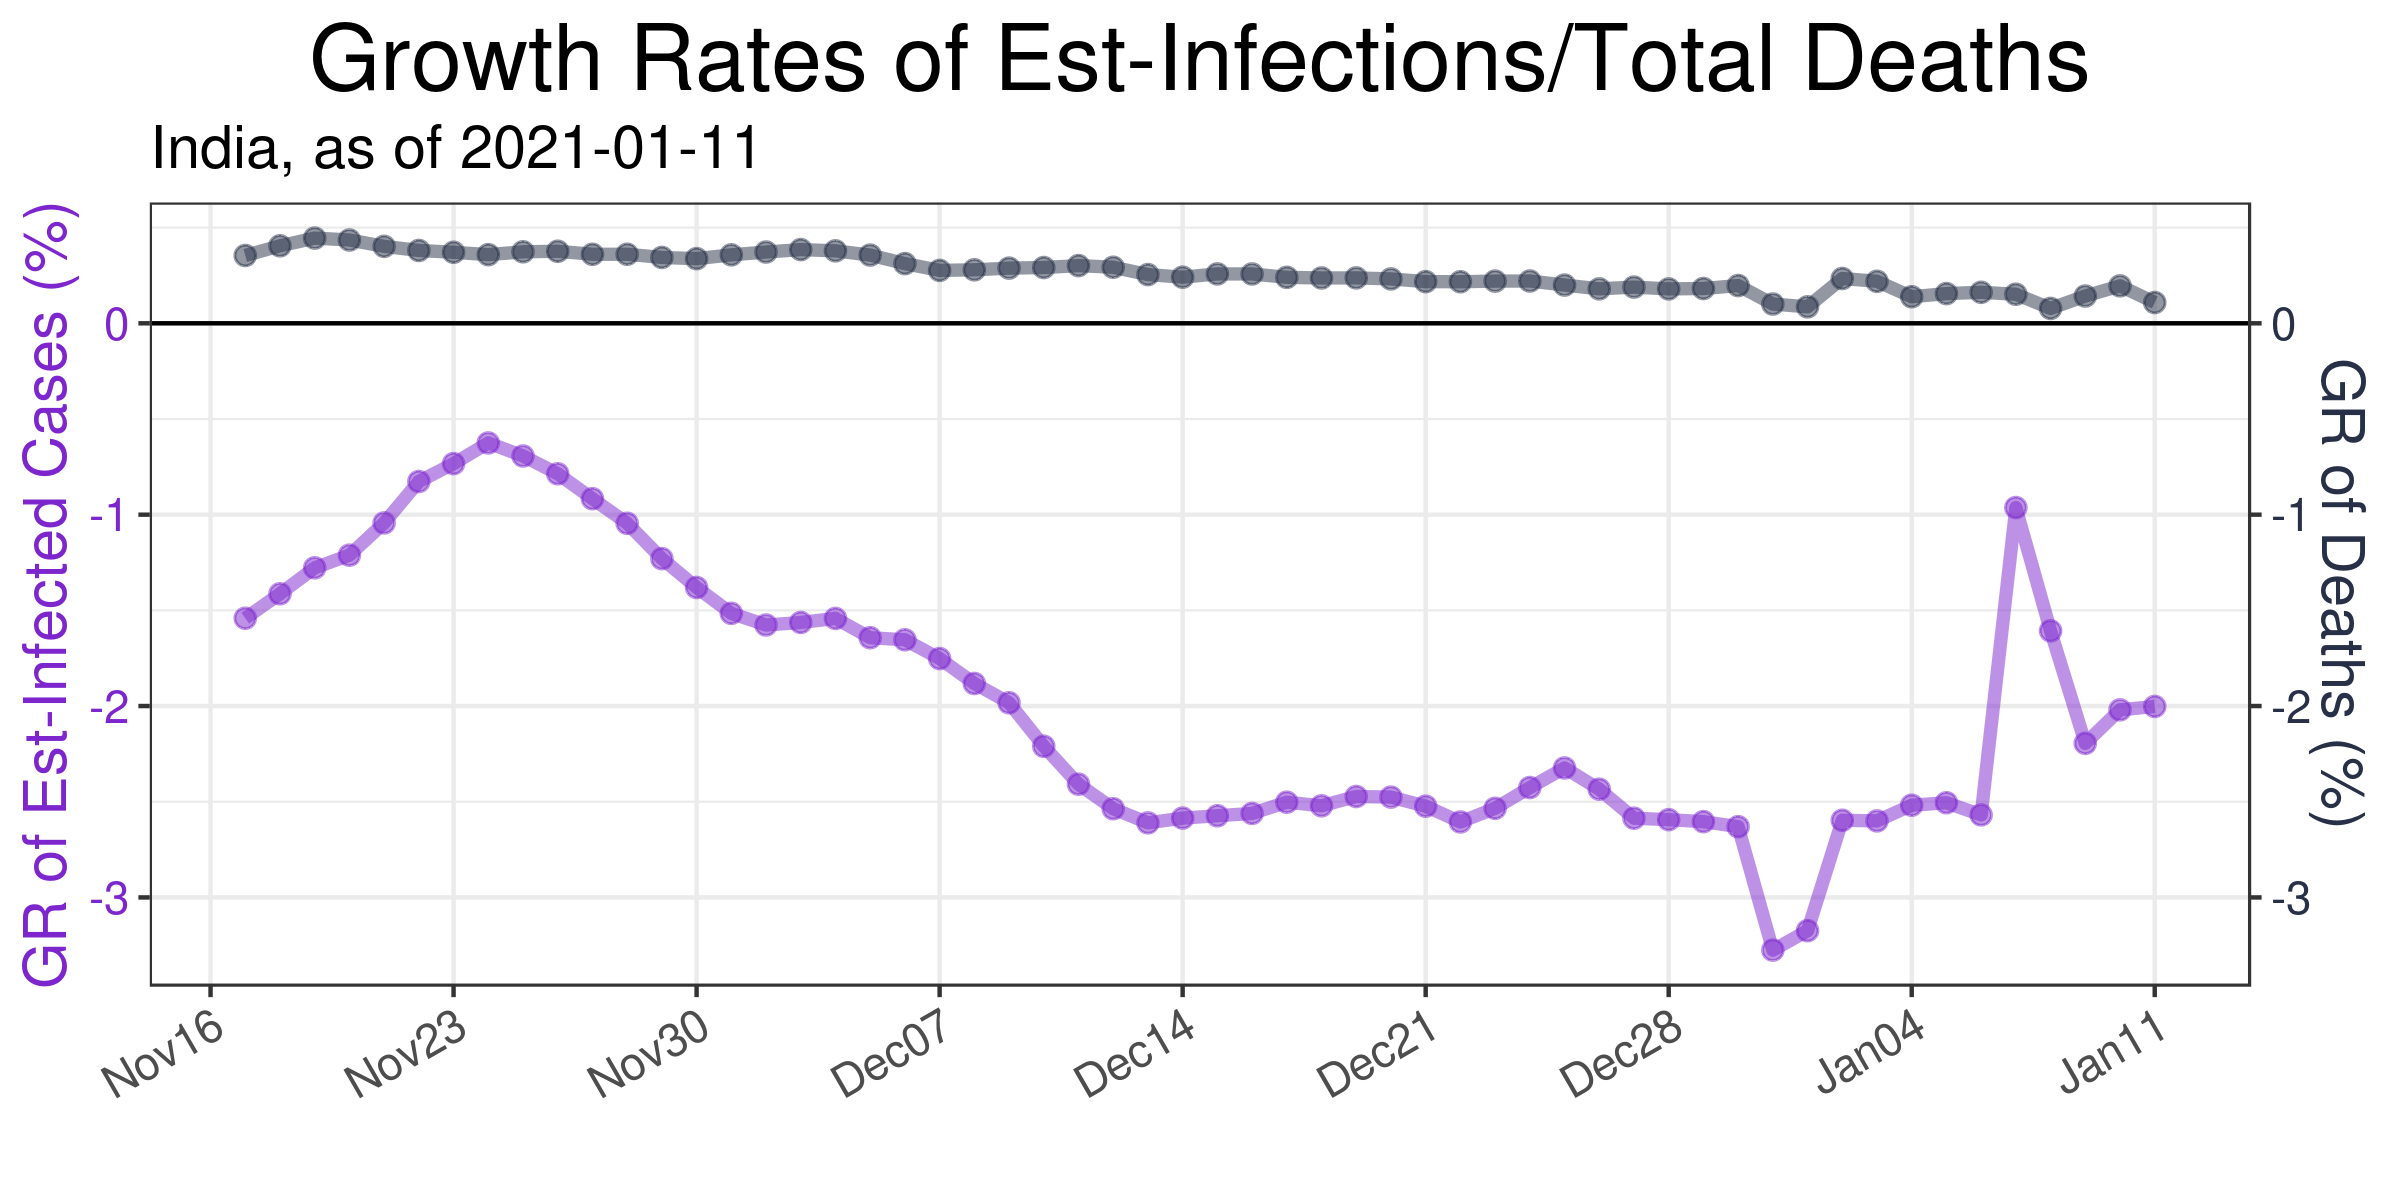 Growth Rates of Est-Infections/Total Deaths
India, as of 2021-01-11
GR of Est-Infected Cases (%)
0
-1
-2
-3
0
-1
-2
-3
GR of Deaths (%)
Nov16
Nov23
Nov30
Dec07
Dec14
Dec21
Dec28
Jan04
Jan11